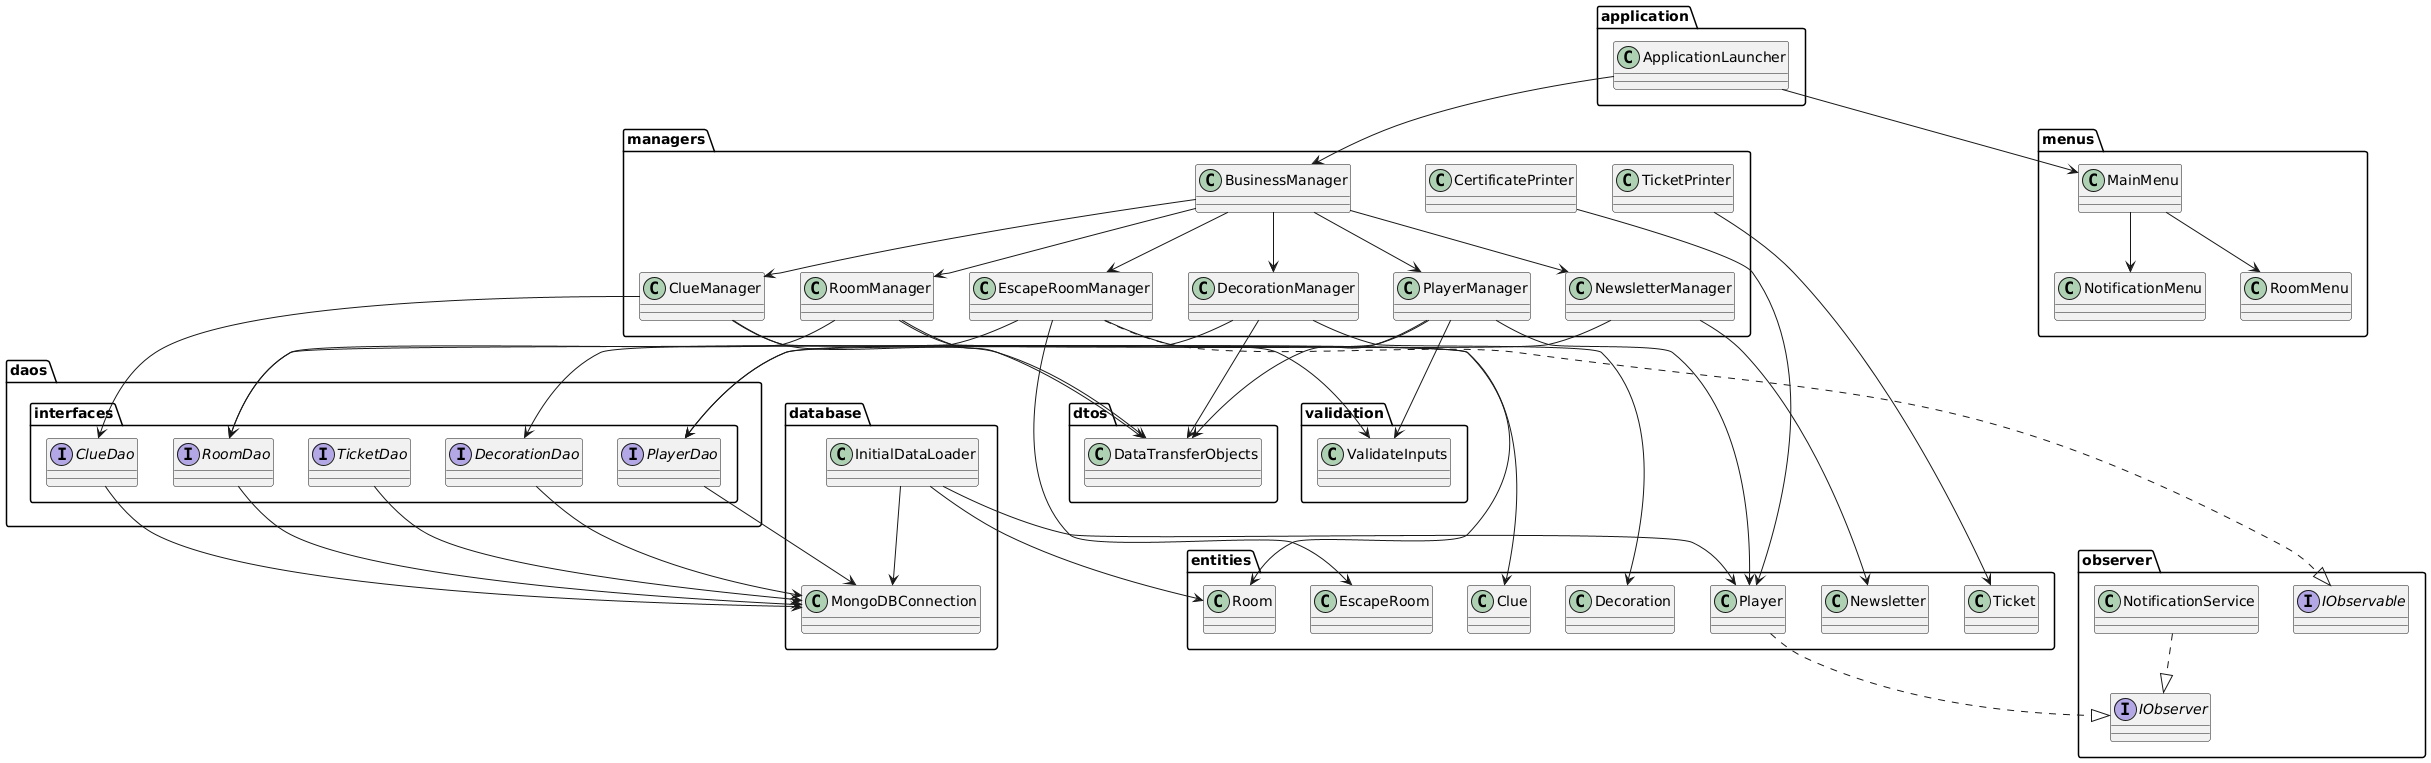 application
C ApplicationLauncher
managers
menus
C BusinessManager
C CertificatePrinter
C TicketPrinter
C MainMenu
C ClueManager
C RoomManager
C EscapeRoomManager
C DecorationManager
C PlayerManager
C NewsletterManager
C NotificationMenu
C RoomMenu
daos
interfaces
database
dtos
validation
I ClueDao
I RoomDao
I TicketDao
I DecorationDao
I PlayerDao
C InitialDataLoader
C DataTransferObjects
C ValidateInputs
entities
observer
C MongoDBConnection
C Room
C EscapeRoom
C Clue
C Decoration
C Player
C Newsletter
C Ticket
C NotificationService
I IObservable
I IObserver